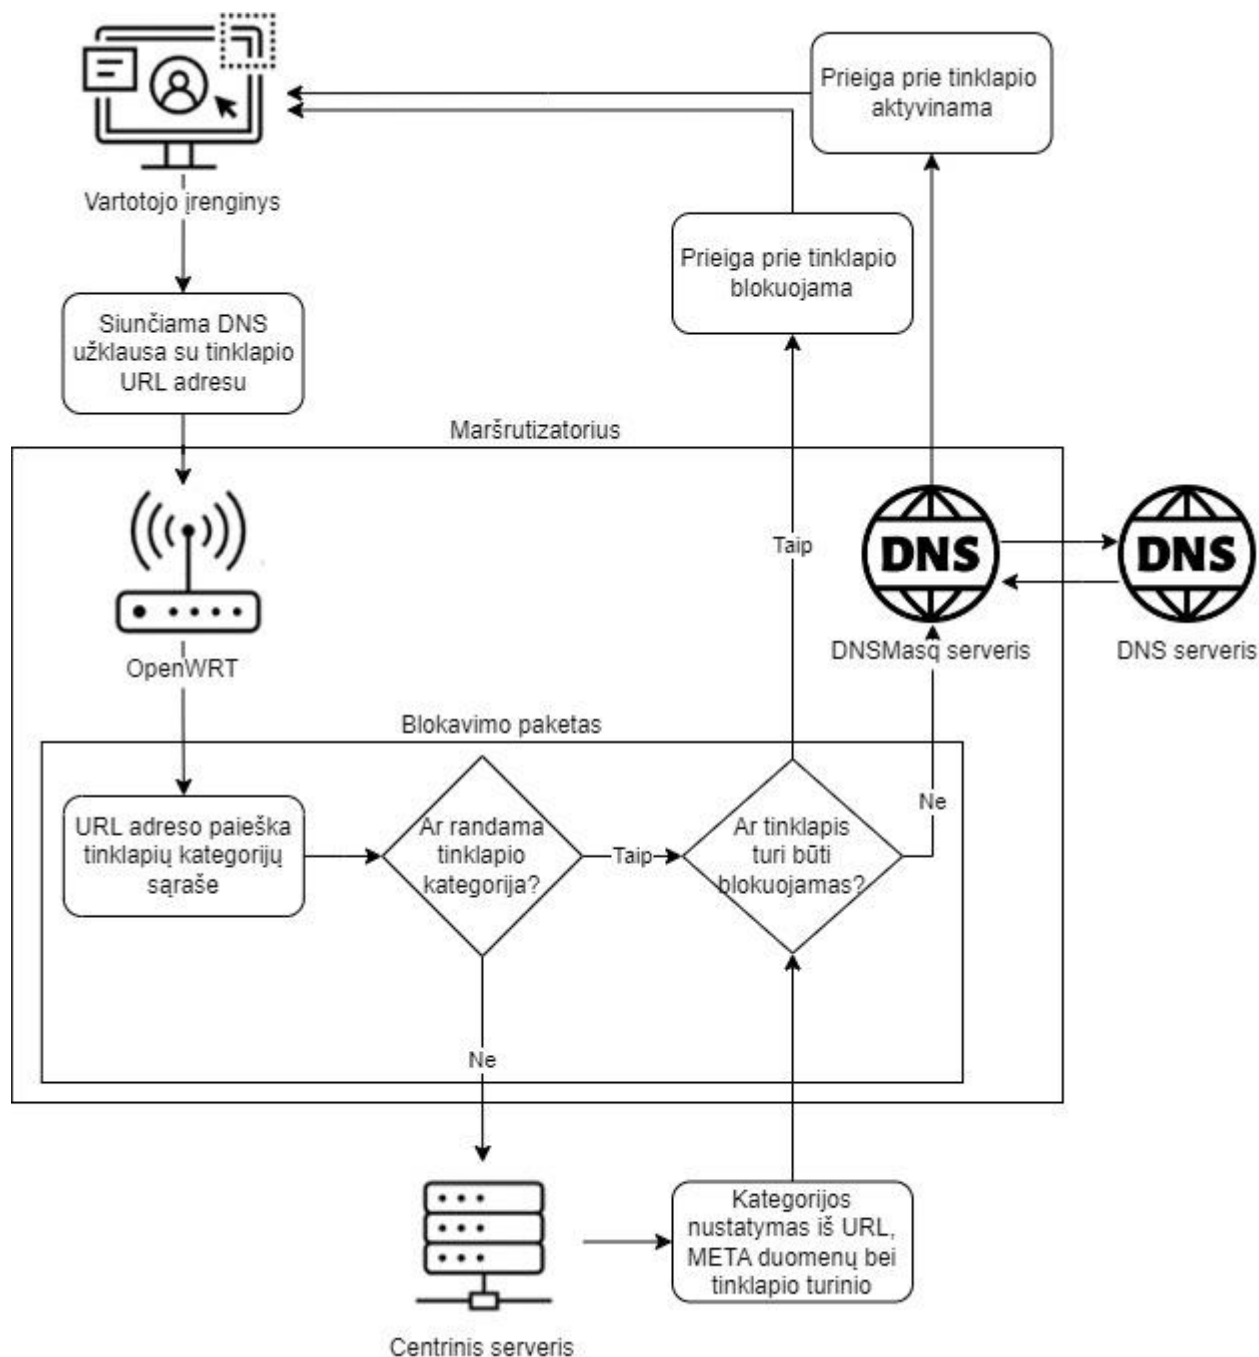 Prieiga prie tinklapio
aktyvinama
Vartotojo įrenginys
Prieiga prie tinklapio
blokuojama
Siunčiama DNS
užklausa su tinklapio
URL adresu
Maršrutizatorius
Taip
DNS
DNS
OpenWRT
DNSMasq serveris
DNS serveris
Blokavimo paketas
Ne
URL adreso paieška
tinklapių kategorijų
sąraše
Ar randama
tinklapio
kategorija?
Taip
Ar tinklapis
turi būti
blokuojamas?
Ne
Kategorijos
nustatymas iš URL,
META duomenų bei
tinklapio turinio
Centrinis serveris